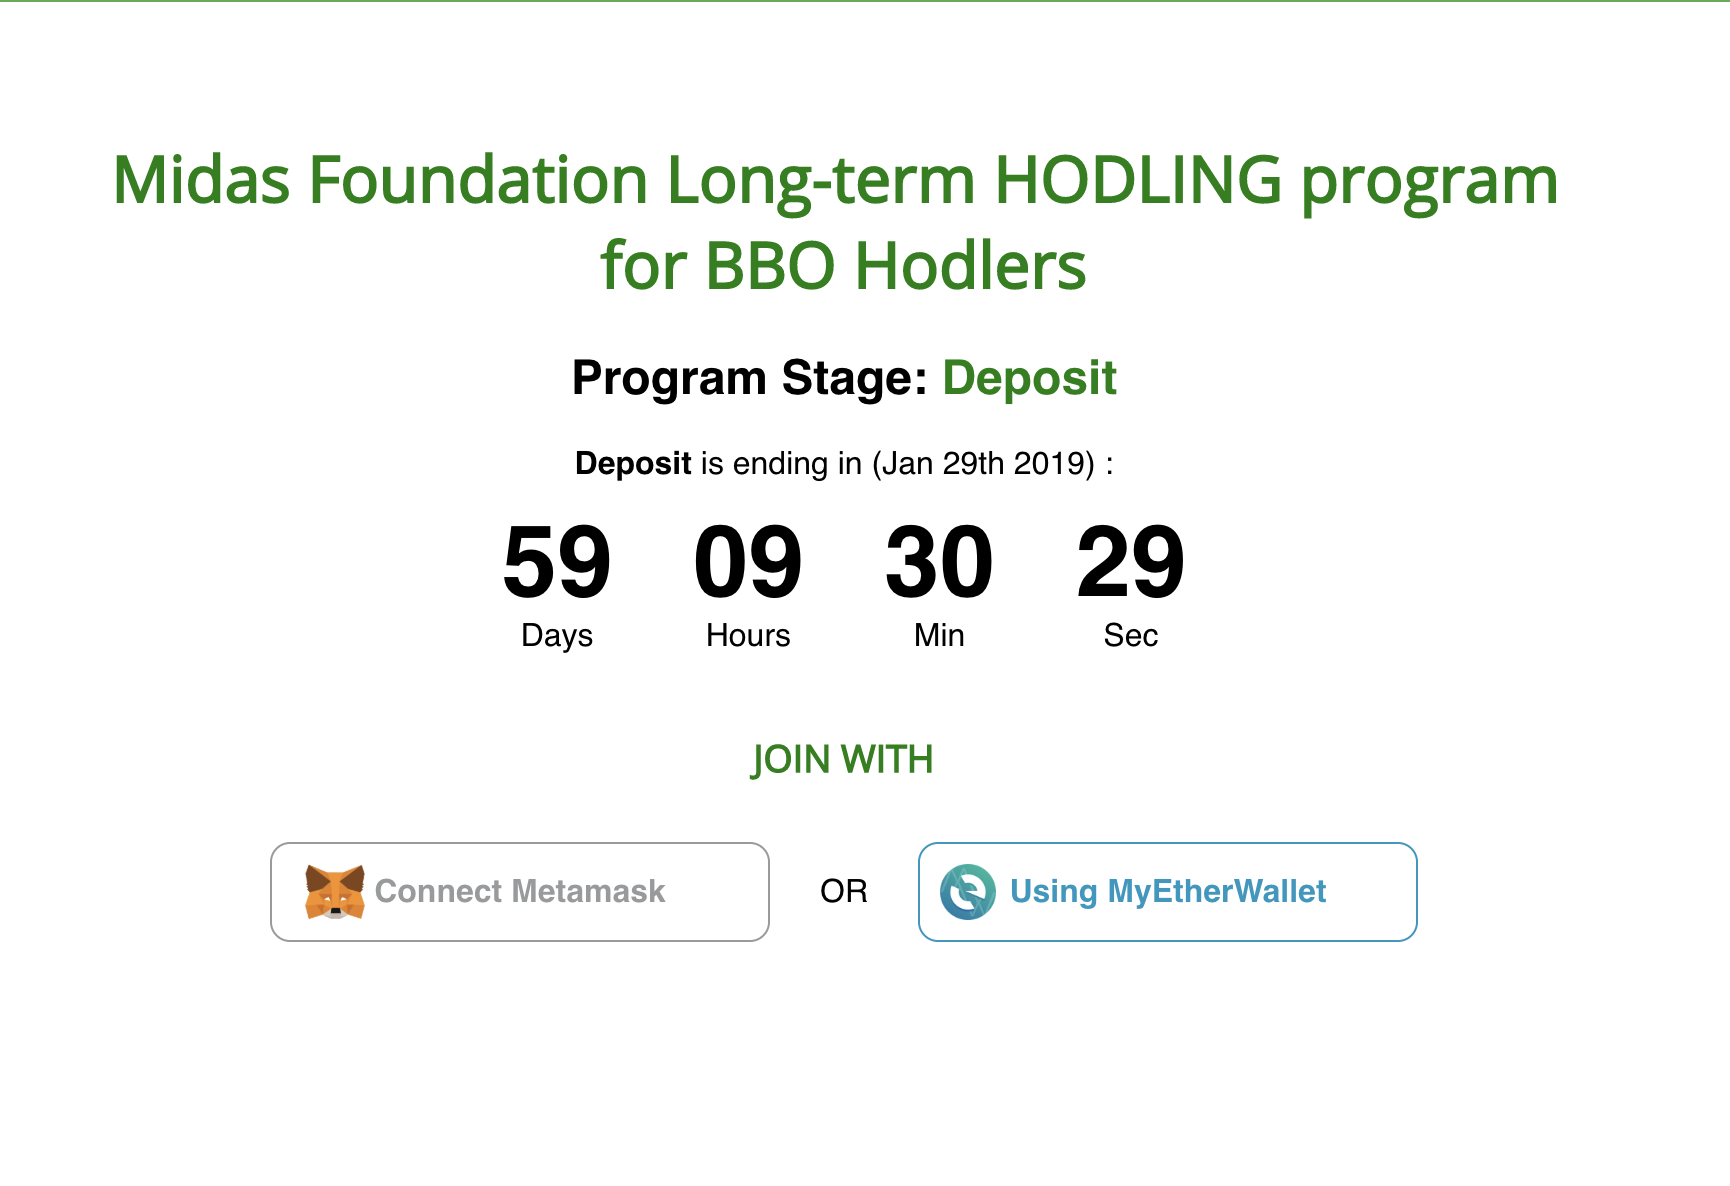 Midas Foundation Long-term HODLING program
for BBO Hodlers
Program Stage: Deposit
Deposit is ending in (Jan 29th 2019) :
59 09 30 29
Days Hours Min Sec
JOIN WITH
Connect Metamask OR Using MyEtherWallet